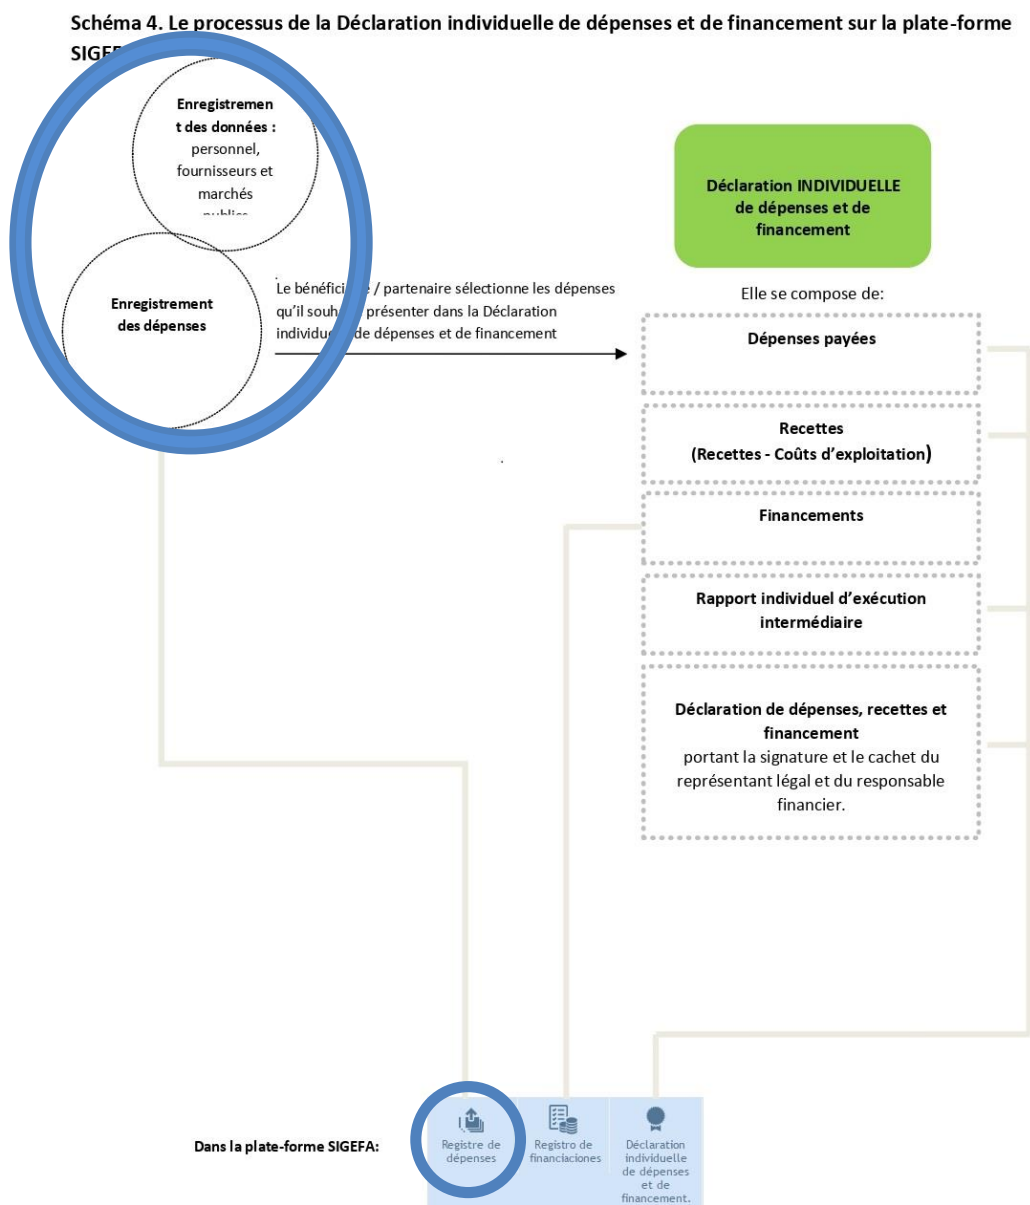 Schéma 4. Le processus de la Déclaration individuelle de dépenses et de financement sur la plate-forme
Enregistremen
t des données :
personnel,
fournisseurs et
marchés
publics
Enregistrement
des dépenses
Le bénéficiaire / partenaire sélectionne les dépenses
qu'il souhaite présenter dans la Déclaration
individuelle de dépenses et de financement
Déclaration INDIVIDUELLE
de dépenses et de
financement
Elle se compose de:
Dépenses payées
Recettes
(Recettes - Coûts d'exploitation)
Financements
Rapport individuel d'exécution
intermédiaire
Déclaration de dépenses, recettes et
financement
portant la signature et le cachet du
représentant légal et du responsable
financier.
Dans la plate-forme SIGEFA:
Registre de
dépenses
Registro de
financiaciones
Déclaration
individuelle
de dépenses
et de
financement.